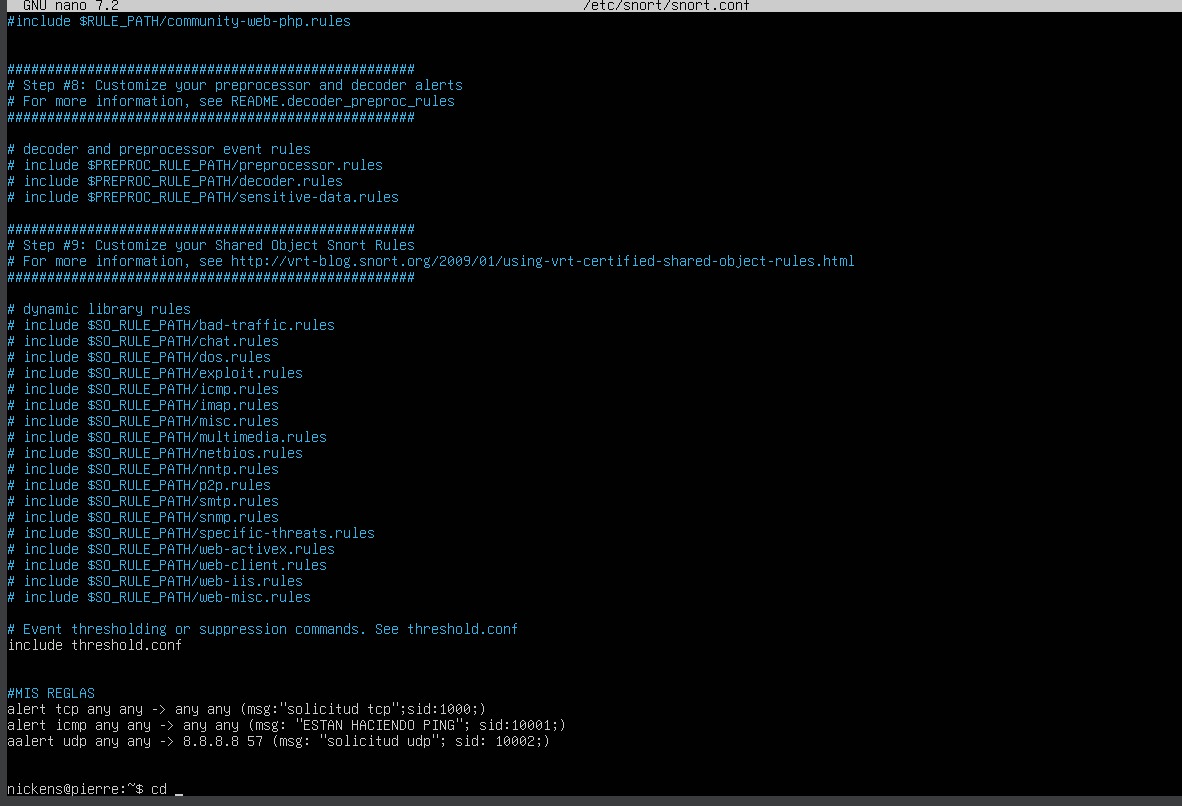 GNU nano 7.2 /etc/snort/snort.conf
#include $RULE_PATH/community-web-php.rules
###################################################
# Step #8: Customize your preprocessor and decoder alerts
# For more information, see README.decoder_preproc_rules
###################################################
# decoder and preprocessor event rules
# include $PREPROC_RULE_PATH/preprocessor.rules
# include $PREPROC_RULE_PATH/decoder.rules
# include $PREPROC_RULE_PATH/sensitive-data.rules
###################################################
# Step #9: Customize your Shared Object Snort Rules
# For more information, see http://vrt-blog.snort.org/2009/01/using-vrt-certified-shared-object-rules.html
###################################################
# dynamic library rules
# include $SO_RULE_PATH/bad-traffic.rules
# include $SO_RULE_PATH/chat.rules
# include $SO_RULE_PATH/dos.rules
# include $SO_RULE_PATH/exploit.rules
# include $SO_RULE_PATH/icmp.rules
# include $SO_RULE_PATH/imap.rules
# include $SO_RULE_PATH/misc.rules
# include $SO_RULE_PATH/multimedia.rules
# include $SO_RULE_PATH/netbios.rules
# include $SO_RULE_PATH/nntp.rules
# include $SO_RULE_PATH/p2p.rules
# include $SO_RULE_PATH/smtp.rules
# include $SO_RULE_PATH/snmp.rules
# include $SO_RULE_PATH/specific-threats.rules
# include $SO_RULE_PATH/web-activex.rules
# include $SO_RULE_PATH/web-client.rules
# include $SO_RULE_PATH/web-iis.rules
# include $SO_RULE_PATH/web-misc.rules
# Event thresholding or suppression commands. See threshold.conf
include threshold.conf
#MIS REGLAS
alert tcp any any -> any any (msg:"solicitud tcp";sid:1000;)
alert icmp any any -> any any (msg: "ESTAN HACIENDO PING"; sid:10001;)
aalert udp any any -> 8.8.8.8 57 (msg: "solicitud udp"; sid: 10002;)
nickens@pierre:~$ cd _